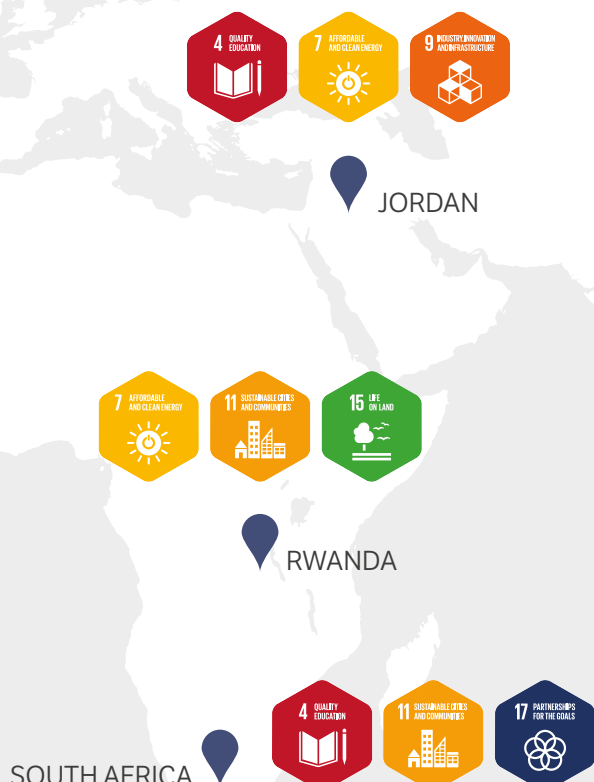 4 QUALITY
EDUCATION
7 AFFORDABLE
AND CLEAN ENERGY
9 INDUSTRY, INNOVATION
AND INFRASTRUCTURE
JORDAN
7 AFFORDABLE
AND CLEAN ENERGY
11 SUSTAINABLE CITIES
AND COMMUNITIES
15 LIFE
ON LAND
RWANDA
4 QUALITY
EDUCATION
11 SUSTAINABLE CITIES
AND COMMUNITIES
17 PARTNERSHIPS
FOR THE GOALS
SOUTH AFRICA